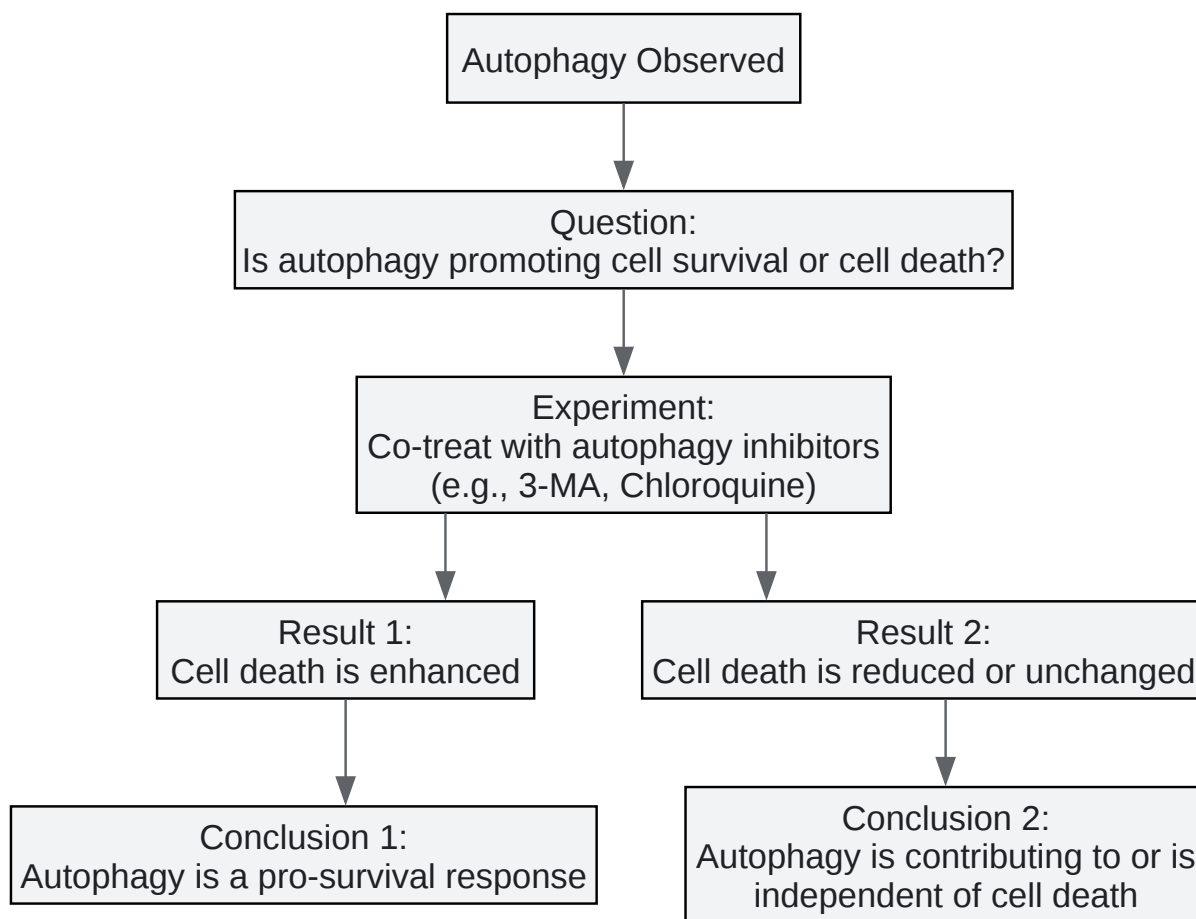 Autophagy Observed
Question:
Is autophagy promoting cell survival or cell death?
Experiment:
Co-treat with autophagy inhibitors
(e.g., 3-MA, Chloroquine)
Result 1:
Cell death is enhanced
Result 2:
Cell death is reduced or unchanged
Conclusion 1:
Autophagy is a pro-survival response
Conclusion 2:
Autophagy is contributing to or is
independent of cell death